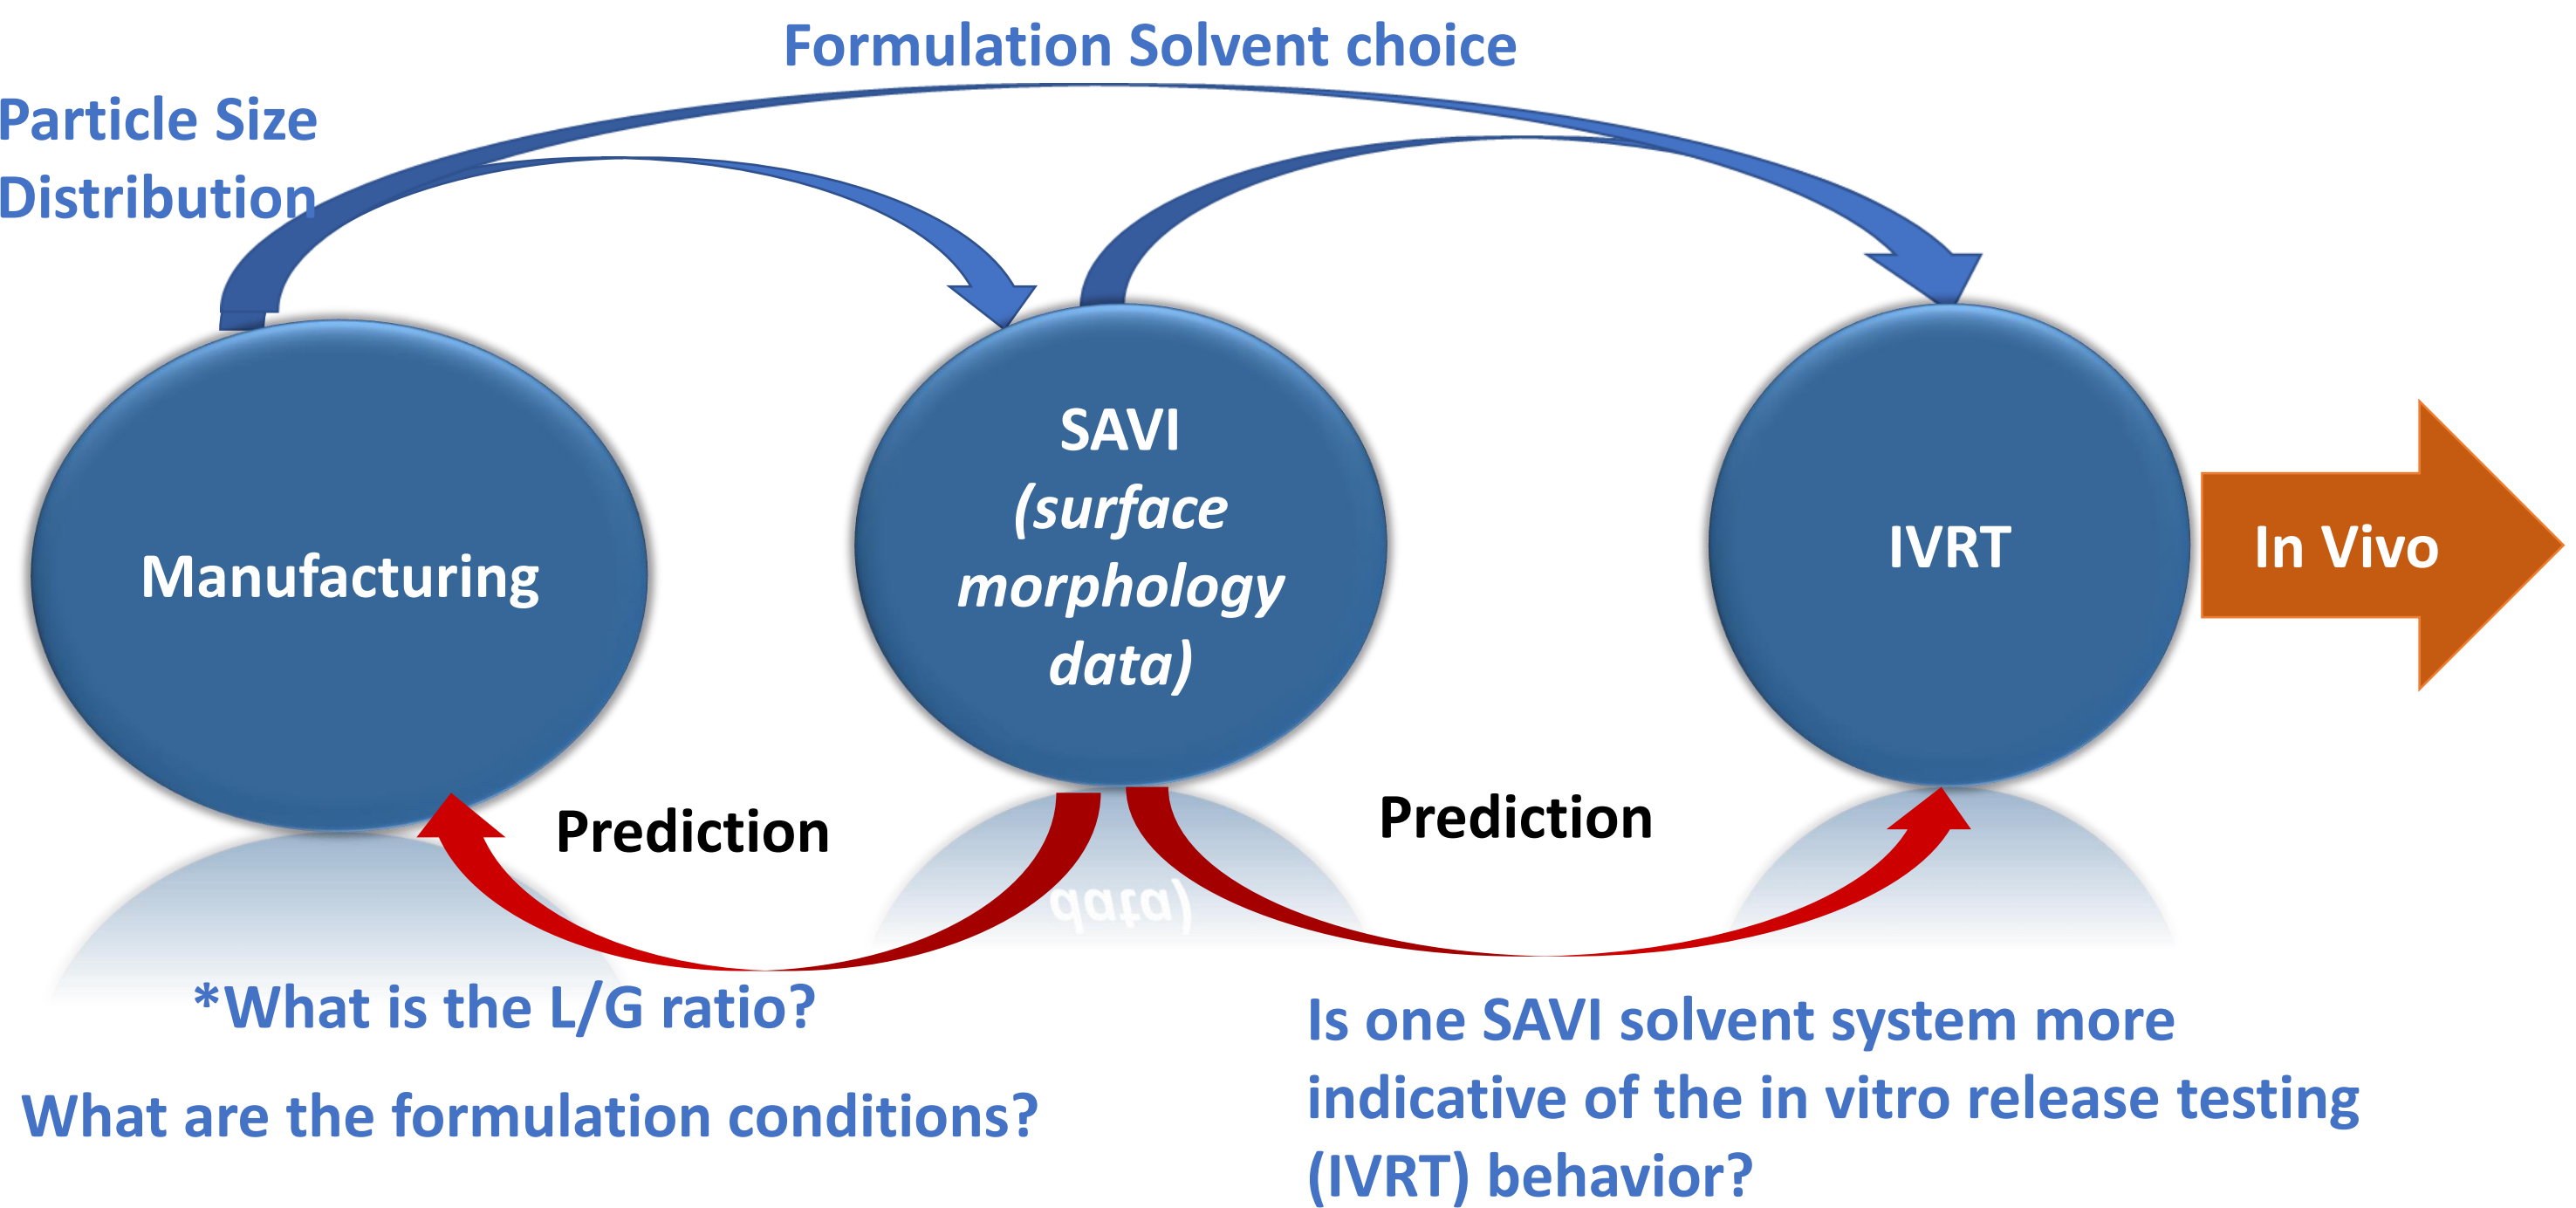 Formulation Solvent choice
Particle Size
Distribution
Manufacturing
SAVI
(surface
morphology
data)
IVRT
In Vivo
Prediction
Prediction
data)
*What is the L/G ratio?
What are the formulation conditions?
Is one SAVI solvent system more
indicative of the in vitro release testing
(IVRT) behavior?